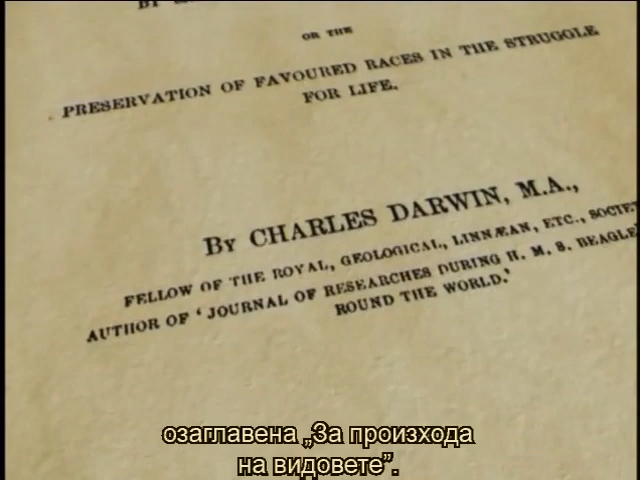 OR THE
PRESERVATION OF FAVOURED RACES IN THE STRUGGLE
FOR LIFE.
By CHARLES DARWIN, M.A.,
FELLOW OF THE ROYAL, GEOLOGICAL, LINNÆAN, ETC.,
AUTHOR OF ‘JOURNAL OF RESEARCHES DURING H. M. S. BEAGLE
ROUND THE WORLD.’
озаглавена „За произхода
на видовете”.